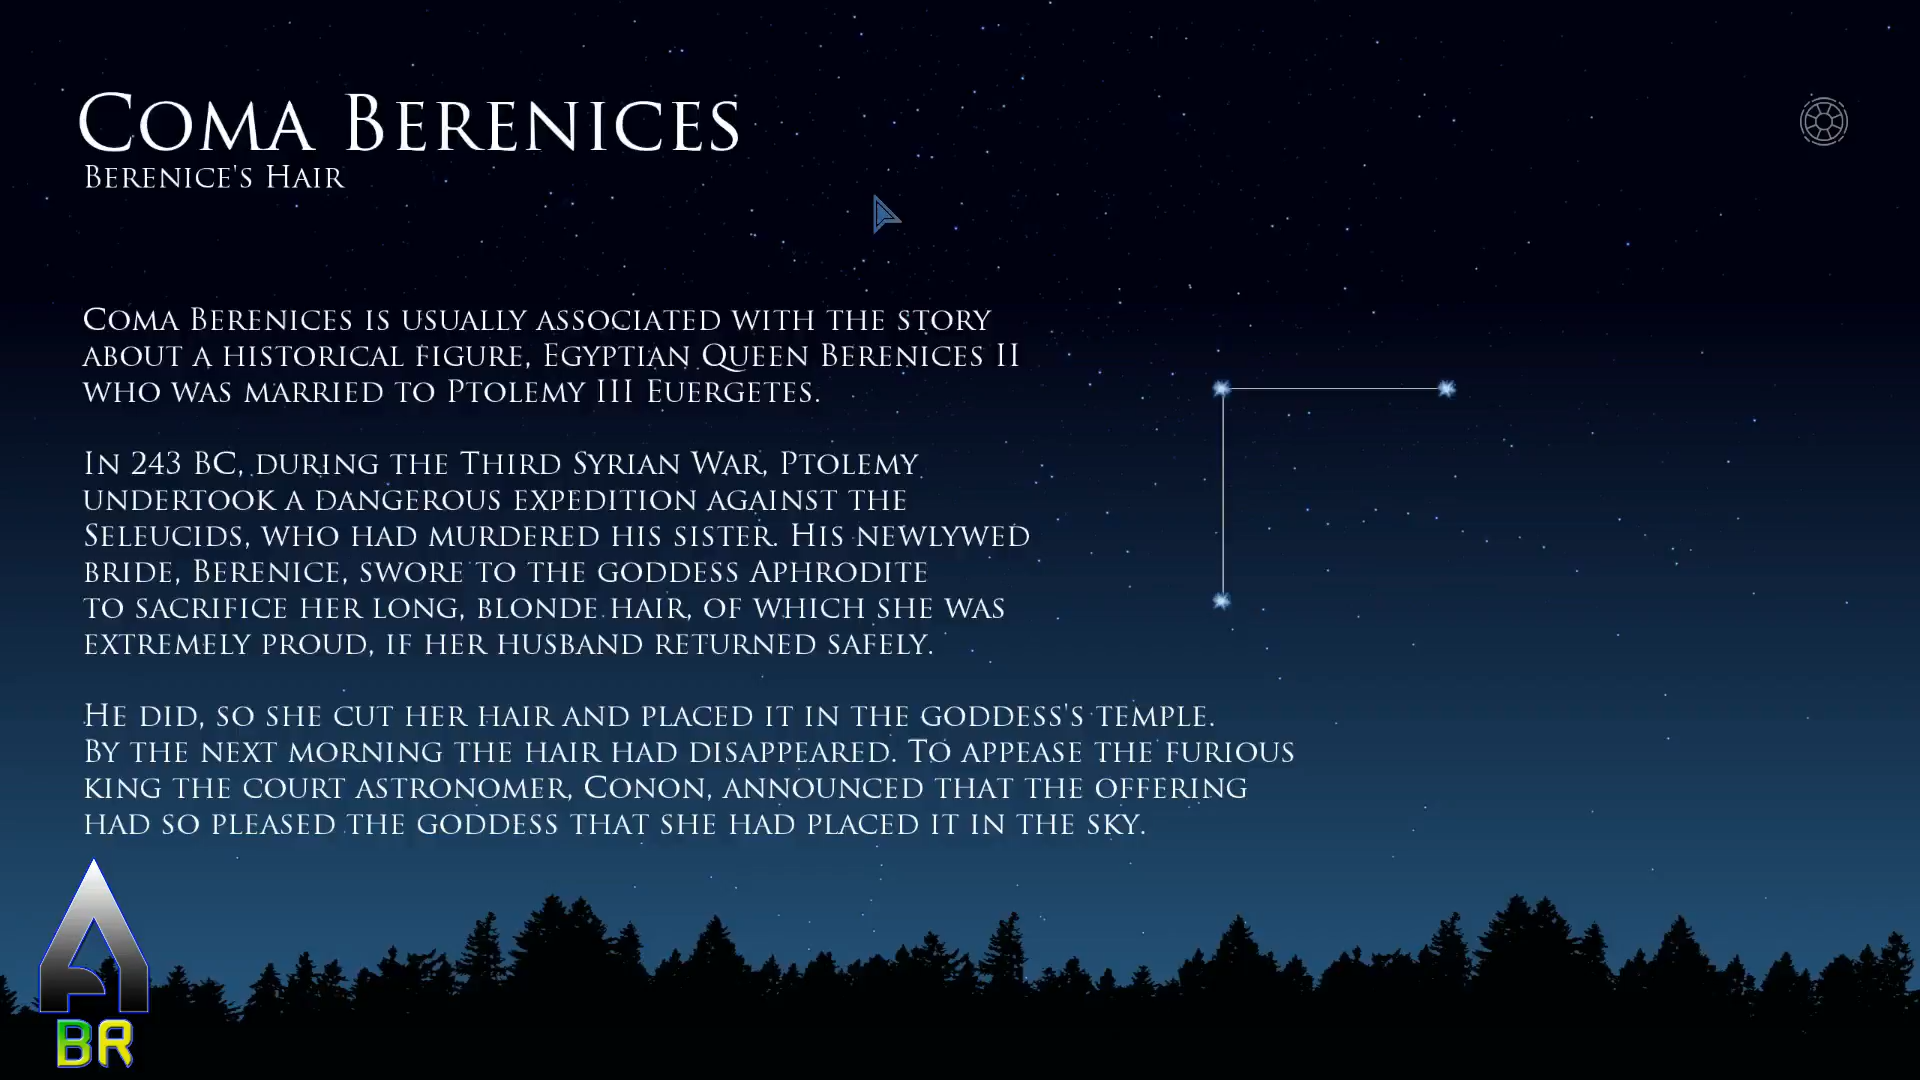 Coma Berenices
Berenice's Hair
Coma Berenices is usually associated with the story
about a historical figure, Egyptian Queen Berenices II
who was married to Ptolemy III Euergetes.
In 243 BC, during the Third Syrian War, Ptolemy
undertook a dangerous expedition against the
Seleucids, who had murdered his sister. His newlywed
bride, Berenice, swore to the goddess Aphrodite
to sacrifice her long, blonde hair, of which she was
extremely proud, if her husband returned safely.
He did, so she cut her hair and placed it in the goddess's temple.
By the next morning the hair had disappeared. To appease the furious
king the court astronomer, Conon, announced that the offering
had so pleased the goddess that she had placed it in the sky.
A
BR